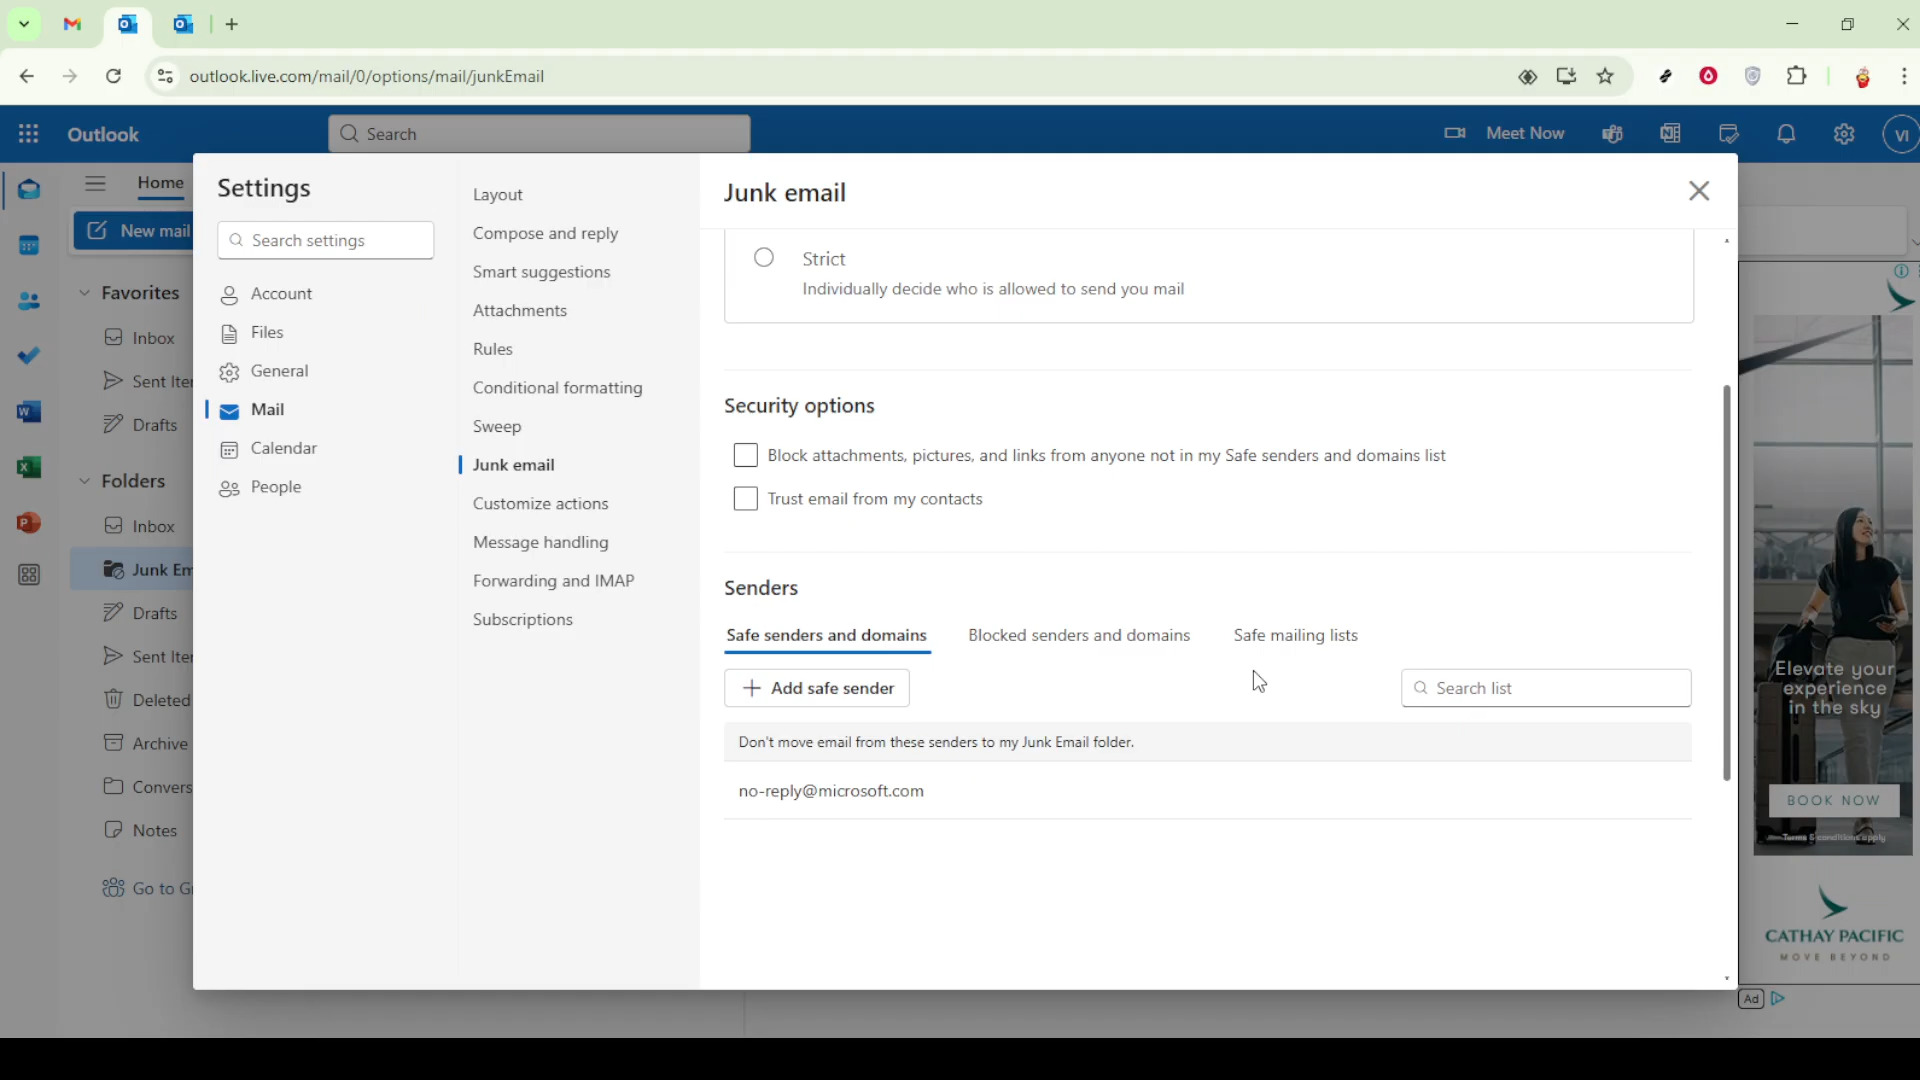 outlook.live.com/mail/0/options/mail/junkEmail
Outlook
Search
Meet Now
VI
Home
New mail
Favorites
Inbox
Sent Iter
Drafts
Folders
Inbox
Junk Em
Drafts
Sent Iter
Deleted
Archive
Convers
Notes
Go to Gr
Settings
Search settings
Account
Files
General
Mail
Calendar
People
Layout
Compose and reply
Smart suggestions
Attachments
Rules
Conditional formatting
Sweep
Junk email
Customize actions
Message handling
Forwarding and IMAP
Subscriptions
Junk email
Strict
Individually decide who is allowed to send you mail
Security options
Block attachments, pictures, and links from anyone not in my Safe senders and domains list
Trust email from my contacts
Senders
Safe senders and domains
Blocked senders and domains
Safe mailing lists
Add safe sender
Search list
Don't move email from these senders to my Junk Email folder.
no-reply@microsoft.com
Elevate your
experience
in the sky
BOOK NOW
Terms & conditions apply
CATHAY PACIFIC
MOVE BEYOND
Ad